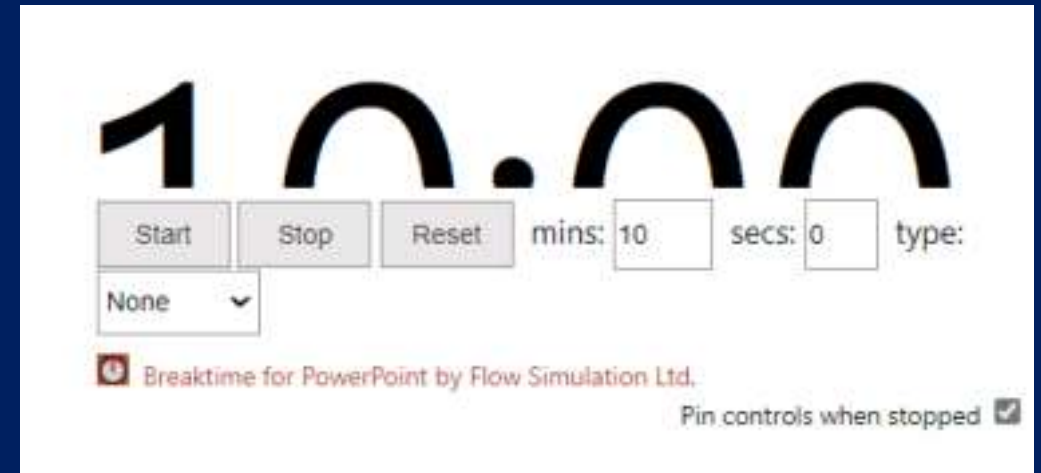 10:00
Start Stop Reset mins: 10 secs: 0 type:
None
Breaktime for PowerPoint by Flow Simulation Ltd.
Pin controls when stopped